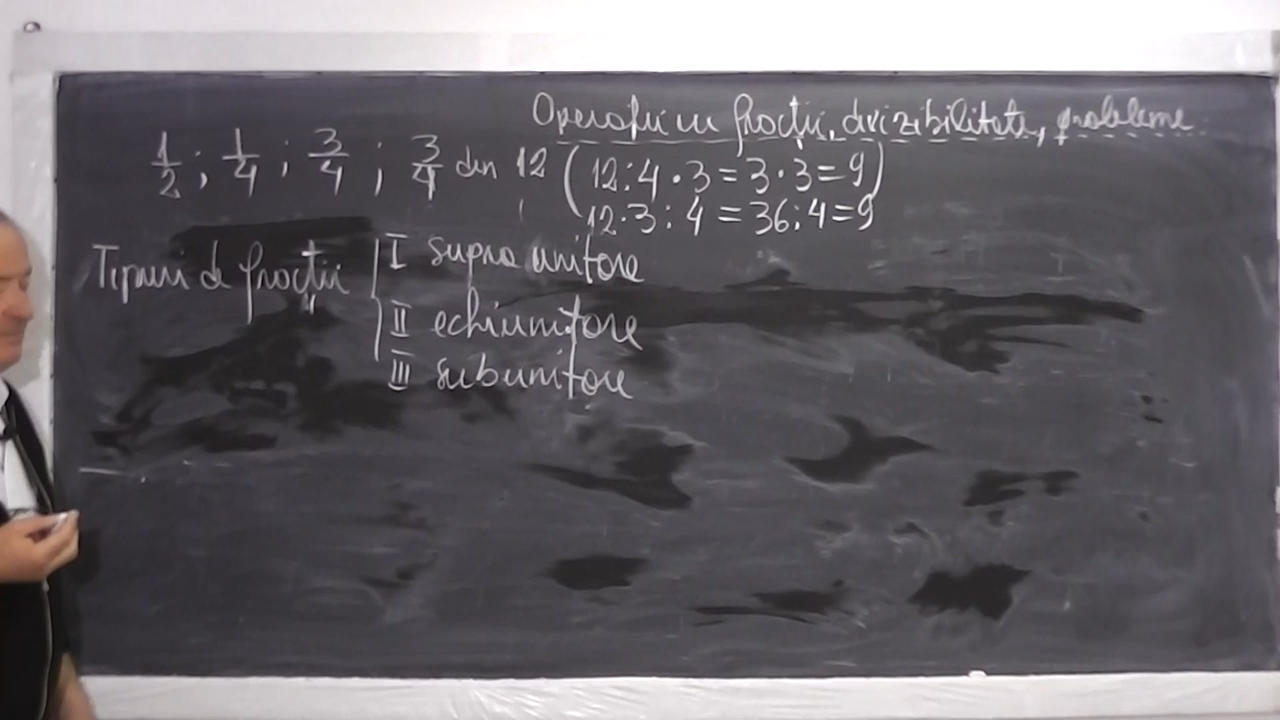 Operații cu fracții, divizibilitate, probleme
1/2 ; 1/4 ; 3/4 ; 3/4 din 12 (12:4·3=3·3=9)
12·3:4=36:4=9
Tipuri de fracții
I supraunitare
II echiunitare
III subunitare